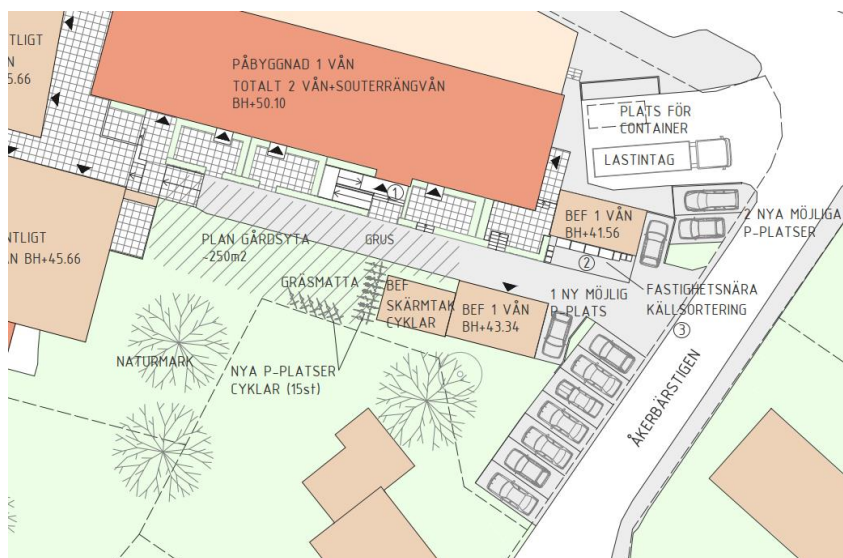 TLIGT
5.66
PÅBYGGNAD 1 VÅN
TOTALT 2 VÅN+SOUTERRÄNGVÅN
BH+50.10
PLATS FÖR
CONTAINER
LASTINTAG
1
BEF 1 VÅN
BH+41.56
2 NYA MÖJLIGA
P-PLATSER
NTLIGT
N BH+45.66
PLAN GÅRDSYTA
~250m2
GRUS
2
GRÄSMATTA
BEF
SKÄRMTAK
CYKLAR
BEF 1 VÅN
BH+43.34
1 NY MÖJLIG
P-PLATS
FASTIGHETSNÄRA
KÄLLSORTERING
3
NATURMARK
NYA P-PLATSER
CYKLAR (15st)
ÅKERBÄRSTIGEN